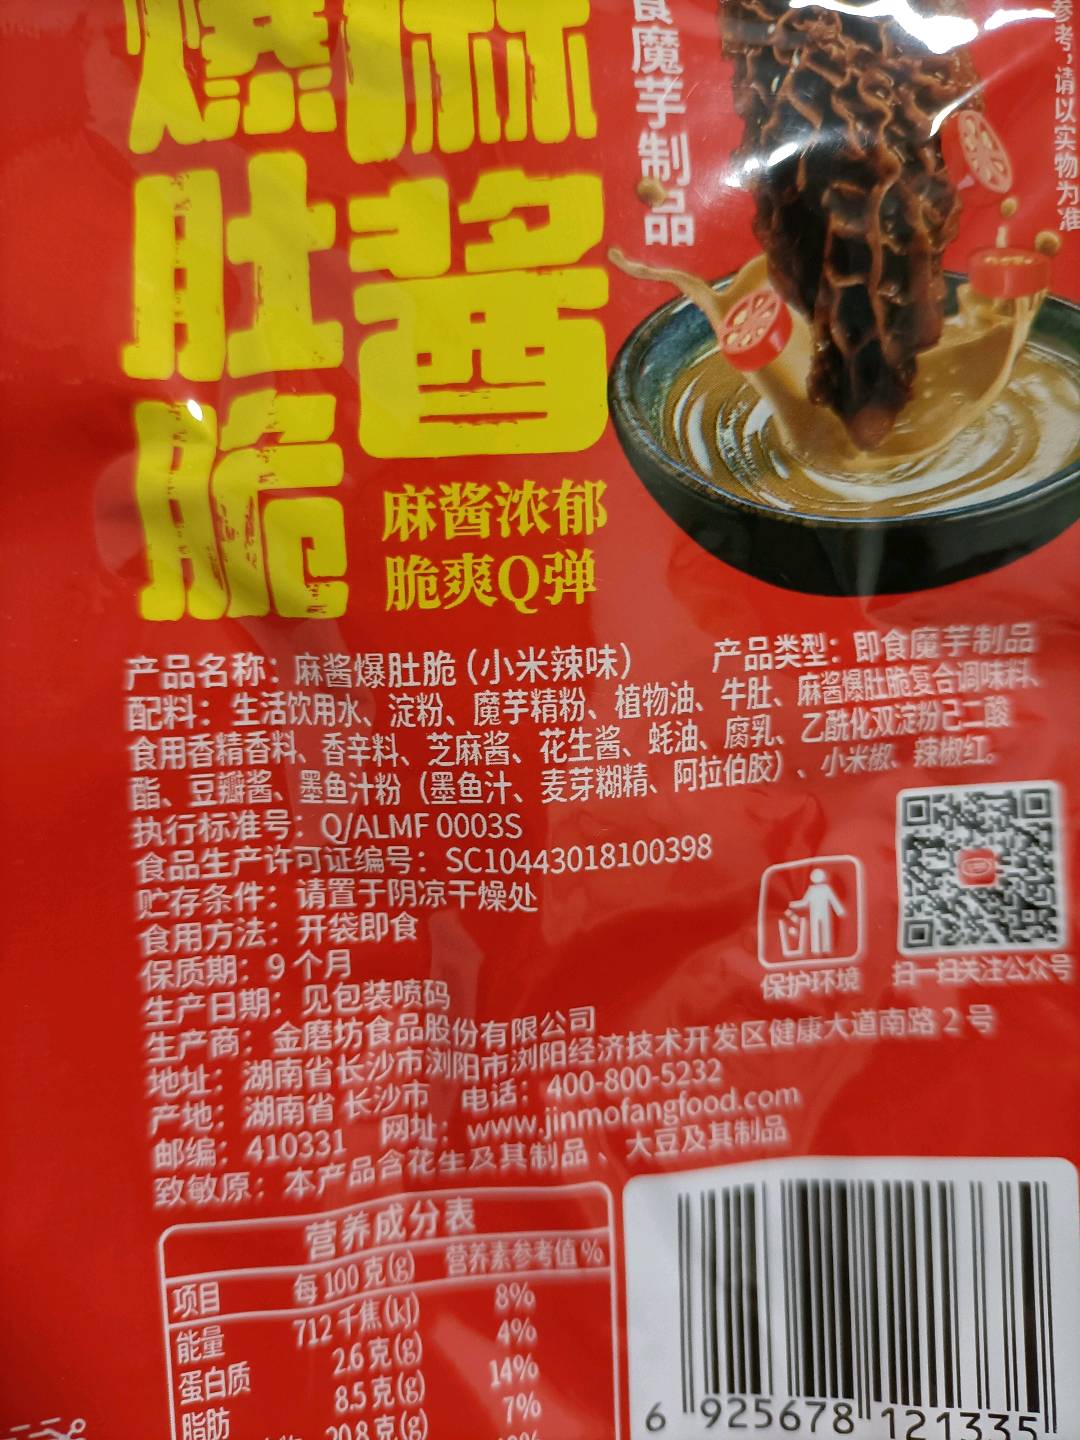 麻酱
爆肚脆
食魔芋制品
参考,请以实物为准
麻酱浓郁
脆爽Q弹
产品名称：麻酱爆肚脆（小米辣味） 产品类型：即食魔芋制品
配料：生活饮用水、淀粉、魔芋精粉、植物油、牛肚、麻酱爆肚脆复合调味料、
食用香精香料、香辛料、芝麻酱、花生酱、蚝油、腐乳、乙酰化双淀粉己二酸
酯、豆瓣酱、墨鱼汁粉（墨鱼汁、麦芽糊精、阿拉伯胶）、小米椒、辣椒红。
执行标准号：Q/ALMF 0003S
食品生产许可证编号：SC10443018100398
贮存条件：请置于阴凉干燥处
食用方法：开袋即食
保质期：9个月
生产日期：见包装喷码
生产商：金磨坊食品股份有限公司
地址：湖南省长沙市浏阳市浏阳经济技术开发区健康大道南路2号
产地：湖南省 长沙市 电话：400-800-5232
邮编：410331 网址：www.jinmofangfood.com
致敏原：本产品含花生及其制品、大豆及其制品
保护环境
扫一扫关注公众号
营养成分表
项目 每100克(g) 营养素参考值%
能量 712千焦(kJ) 8%
蛋白质 2.6克(g) 4%
脂肪 8.5克(g) 14%
20.8克(g) 7%
6 925678 121335